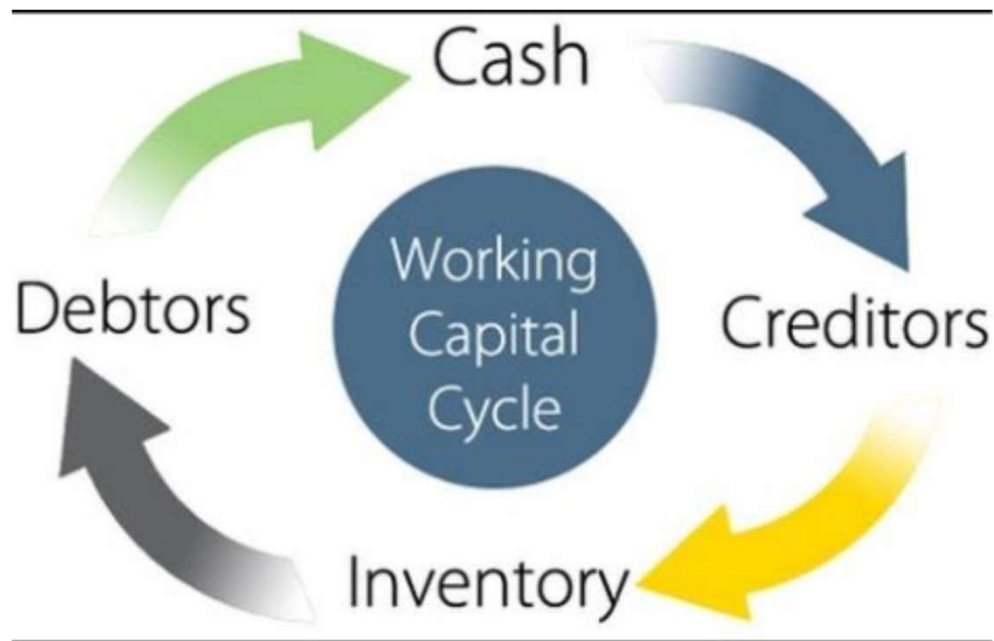 Cash
Debtors
Working
Capital
Cycle
Creditors
Inventory